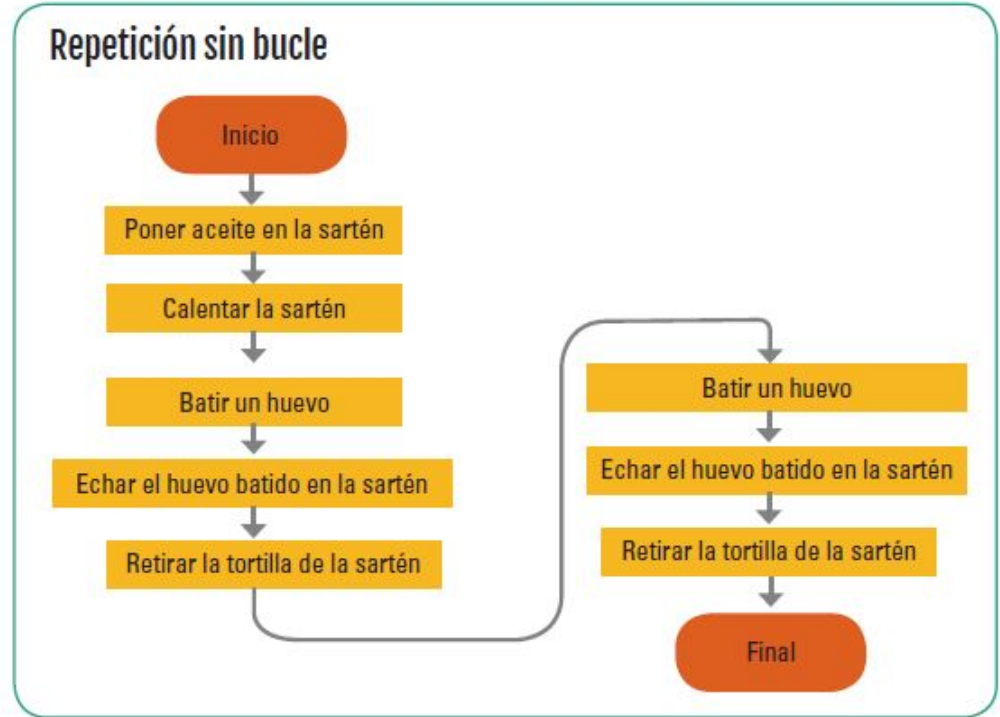 Repetición sin bucle
Inicio
Poner aceite en la sartén
Calentar la sartén
Batir un huevo
Echar el huevo batido en la sartén
Retirar la tortilla de la sartén
Batir un huevo
Echar el huevo batido en la sartén
Retirar la tortilla de la sartén
Final